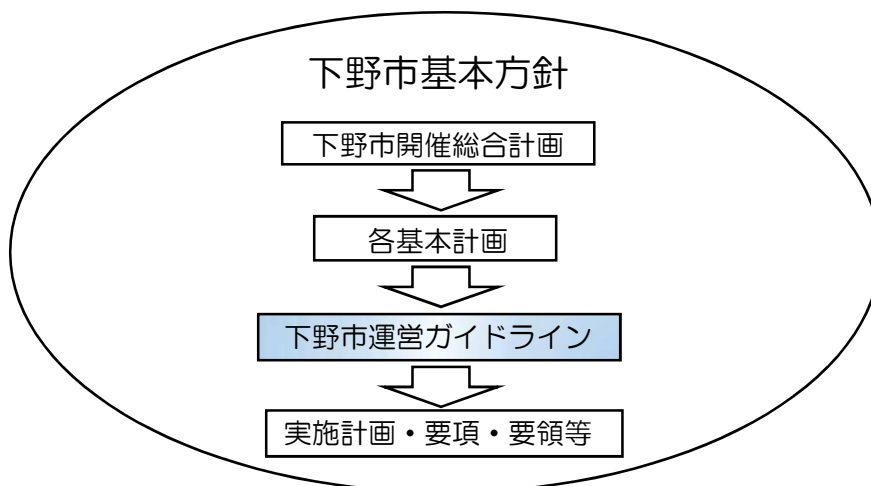 下野市基本方針
下野市開催総合計画
各基本計画
下野市運営ガイドライン
実施計画・要項・要領等